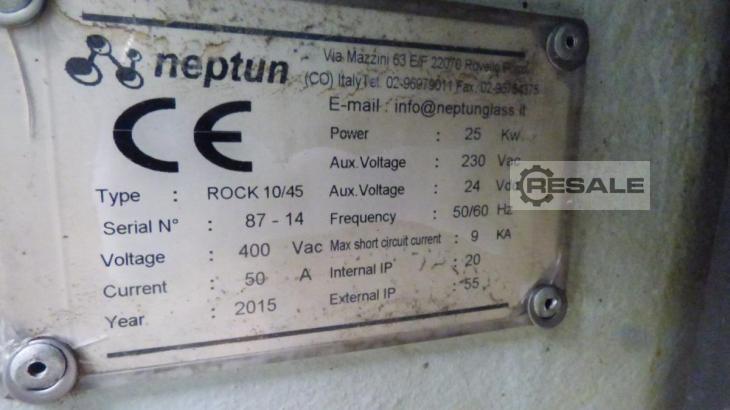 neptun
Via Mazzini 63 E/F 22070 Rovello
(CO) Italy Tel. 02-96979011 Fax.
E-mail : info@neptunglass.it
CE
Power : 25 Kw
Aux.Voltage : 230 Vac
Type : ROCK 10/45
Aux.Voltage : 24 Vdc
Serial N° : 87 - 14
Frequency : 50/60 Hz
Voltage : 400 Vac
Max short circuit current : 9 KA
Current : 50 A
Internal IP : 20
Year : 2015
External IP : 55
RESALE